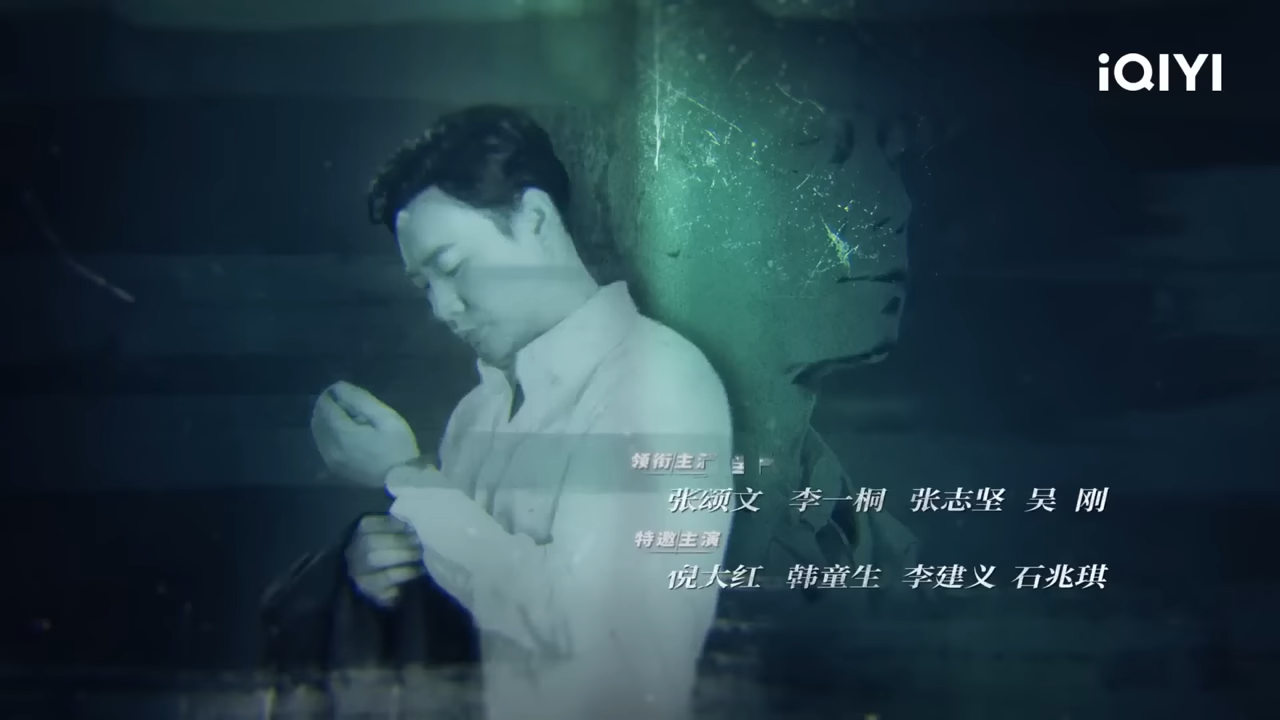 iQIYI
领衔主演
张颂文 李一桐 张志坚 吴 刚
特邀主演
倪大红 韩童生 李建义 石兆琪